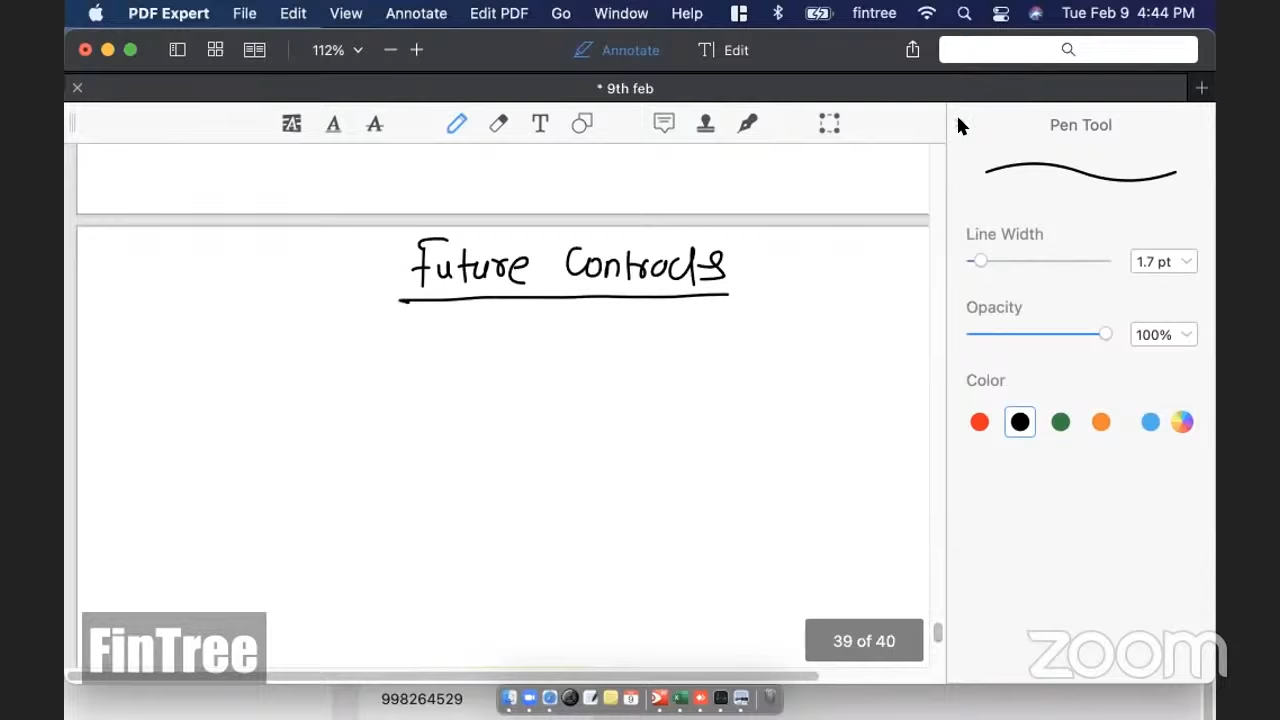 PDF Expert File Edit View Annotate Edit PDF Go Window Help fintree Tue Feb 9 4:44 PM
112% Annotate T Edit
* 9th feb
A A A T Pen Tool
Line Width
1.7 pt
Opacity
100%
Color
Future Contracts
39 of 40
FinTree
zoom
998264529
9